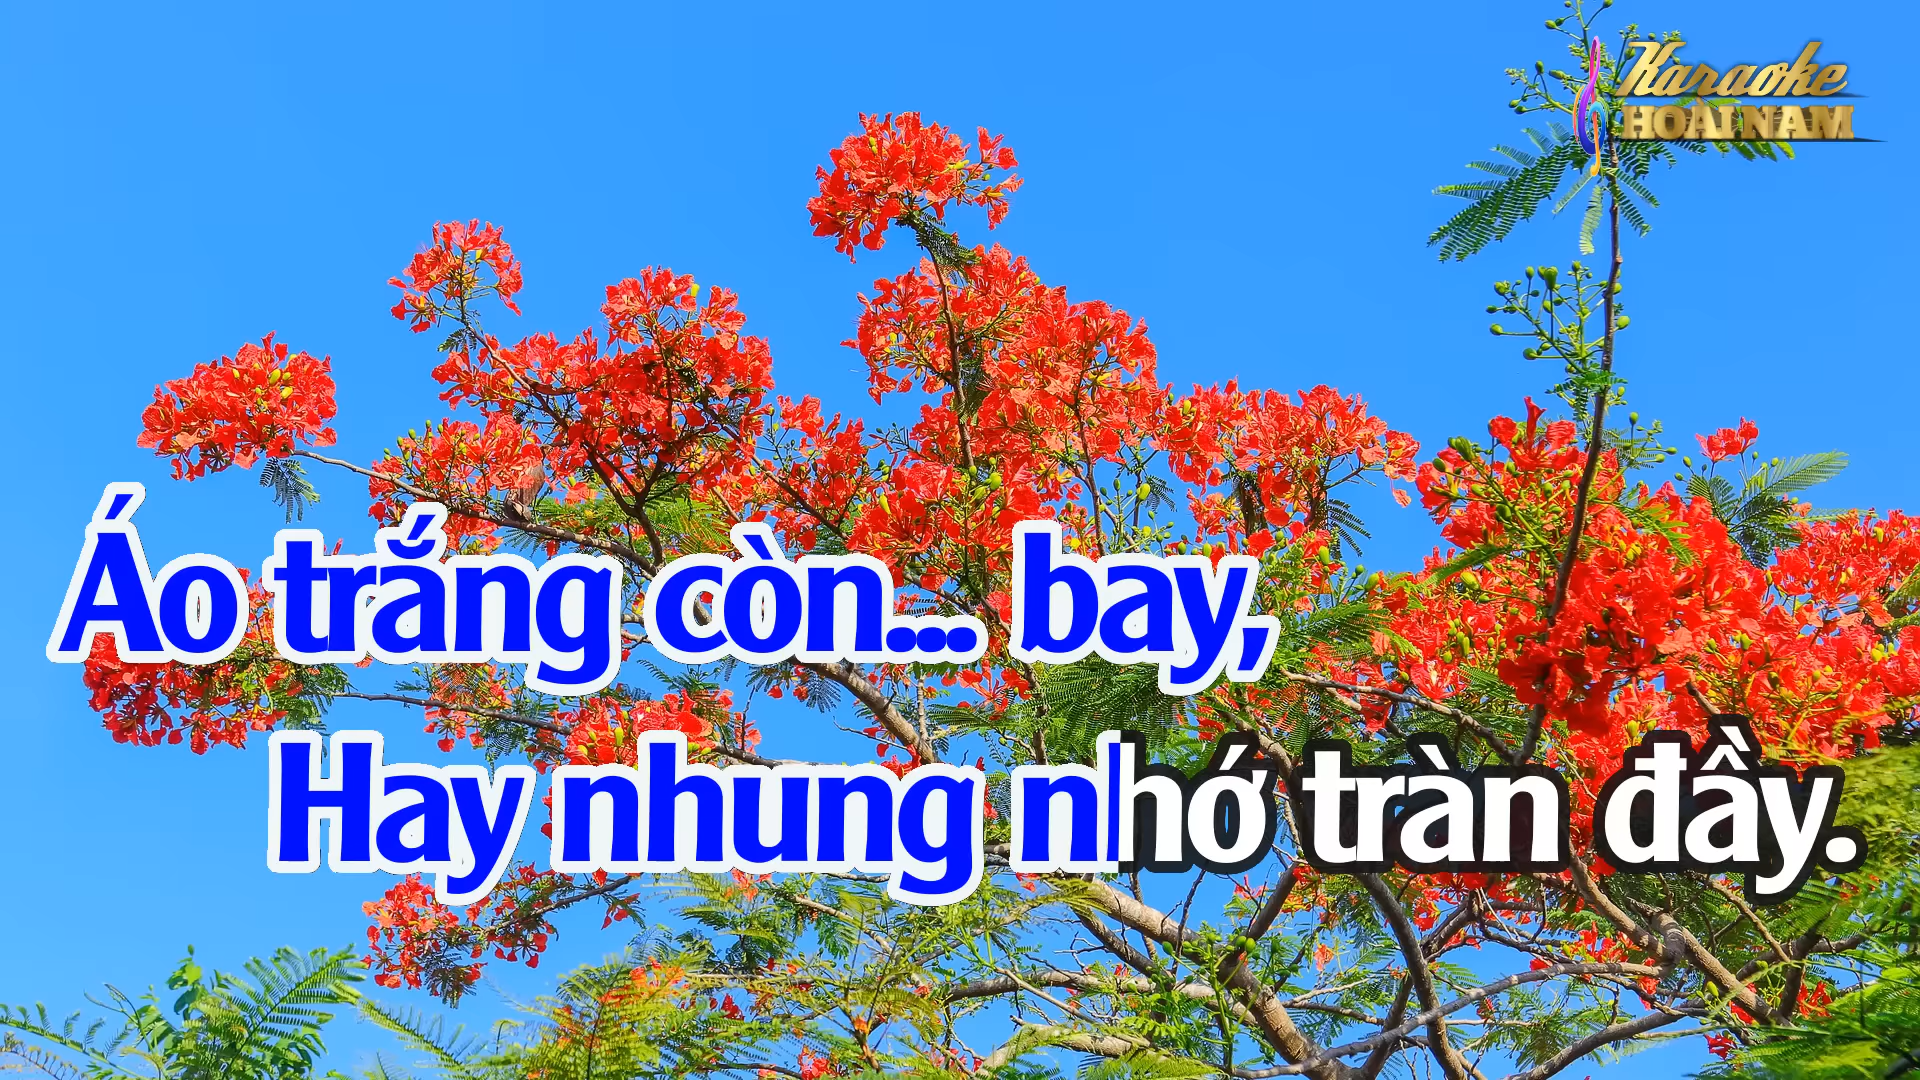 Karaoke
HOÀI NAM
Áo trắng còn... bay,
Hay nhung nhớ tràn đầy.